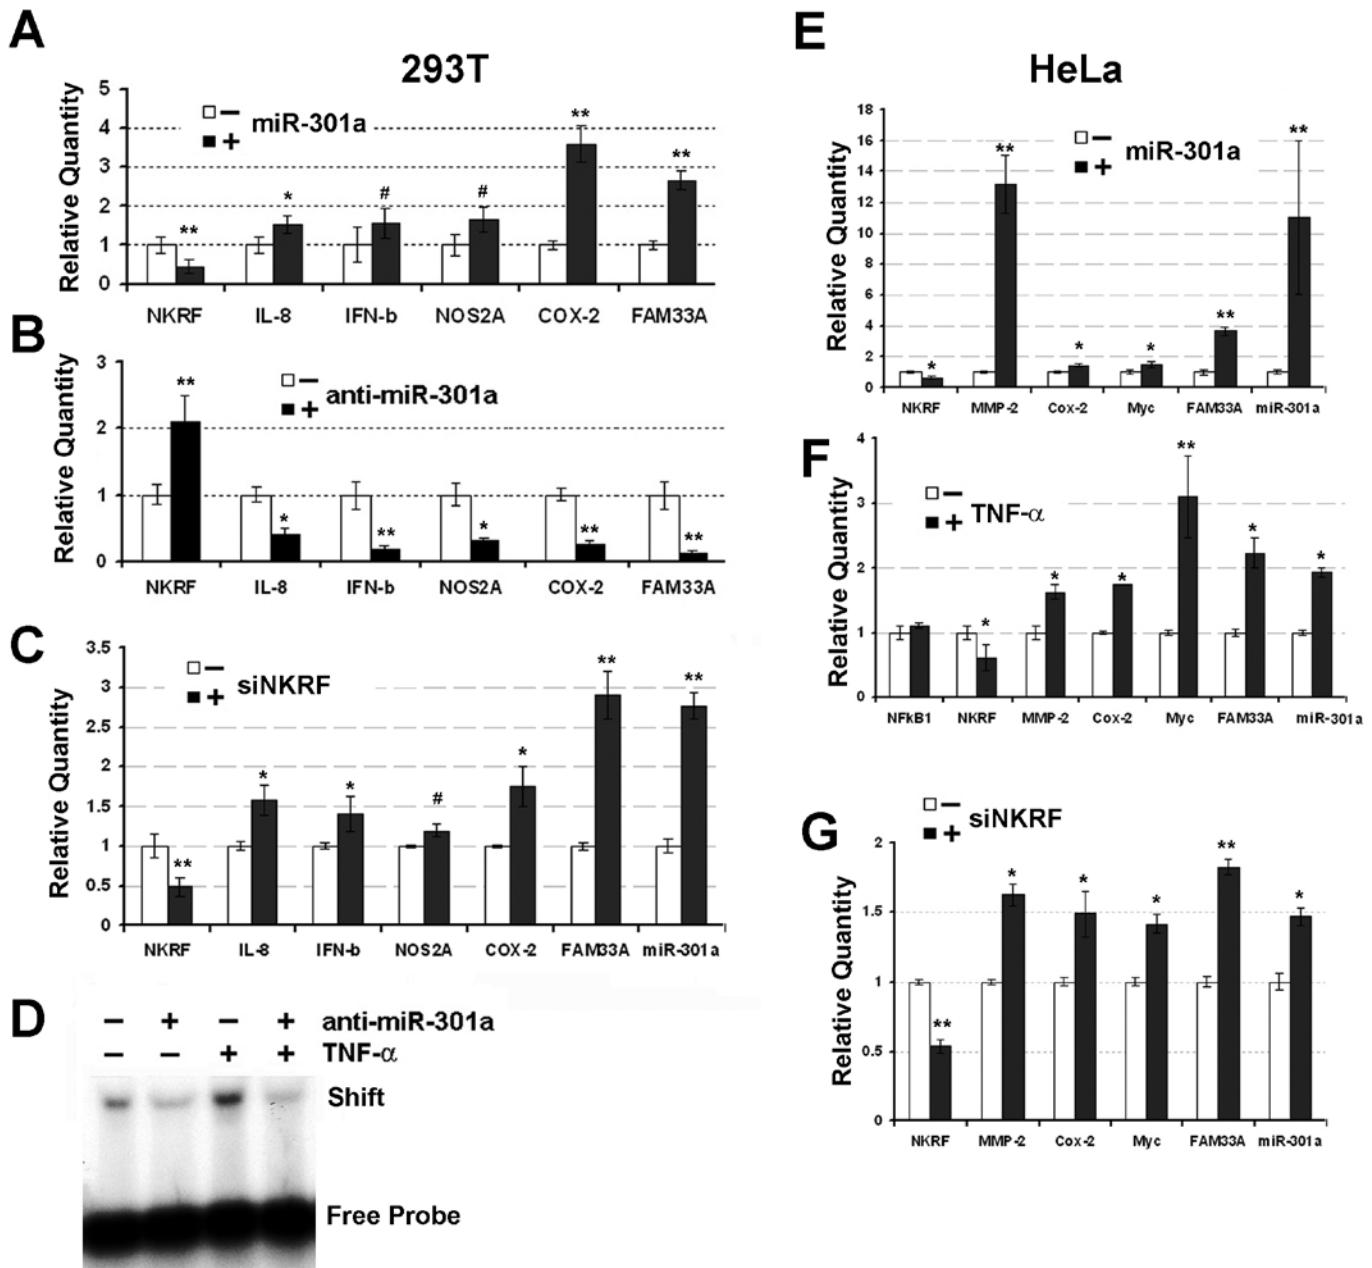 A
293T
5
4
3
2
1
0
Relative Quantity
− miR-301a
+
** * # # ** **
NKRF IL-8 IFN-b NOS2A COX-2 FAM33A
B
3
2
1
0
Relative Quantity
− anti-miR-301a
+
** * ** * ** **
NKRF IL-8 IFN-b NOS2A COX-2 FAM33A
C
3.5
3
2.5
2
1.5
1
0.5
0
Relative Quantity
− siNKRF
+
** * * # * ** **
NKRF IL-8 IFN-b NOS2A COX-2 FAM33A miR-301a
D
− + − + anti-miR-301a
− − + + TNF-α
Shift
Free Probe
E
HeLa
18
16
14
12
10
8
6
4
2
0
Relative Quantity
− miR-301a
+
* ** * * ** **
NKRF MMP-2 Cox-2 Myc FAM33A miR-301a
F
4
3
2
1
0
Relative Quantity
− TNF-α
+
* * * ** * *
NFkB1 NKRF MMP-2 Cox-2 Myc FAM33A miR-301a
G
− siNKRF
+
2
1.5
1
0.5
0
Relative Quantity
** * * * ** *
NKRF MMP-2 Cox-2 Myc FAM33A miR-301a